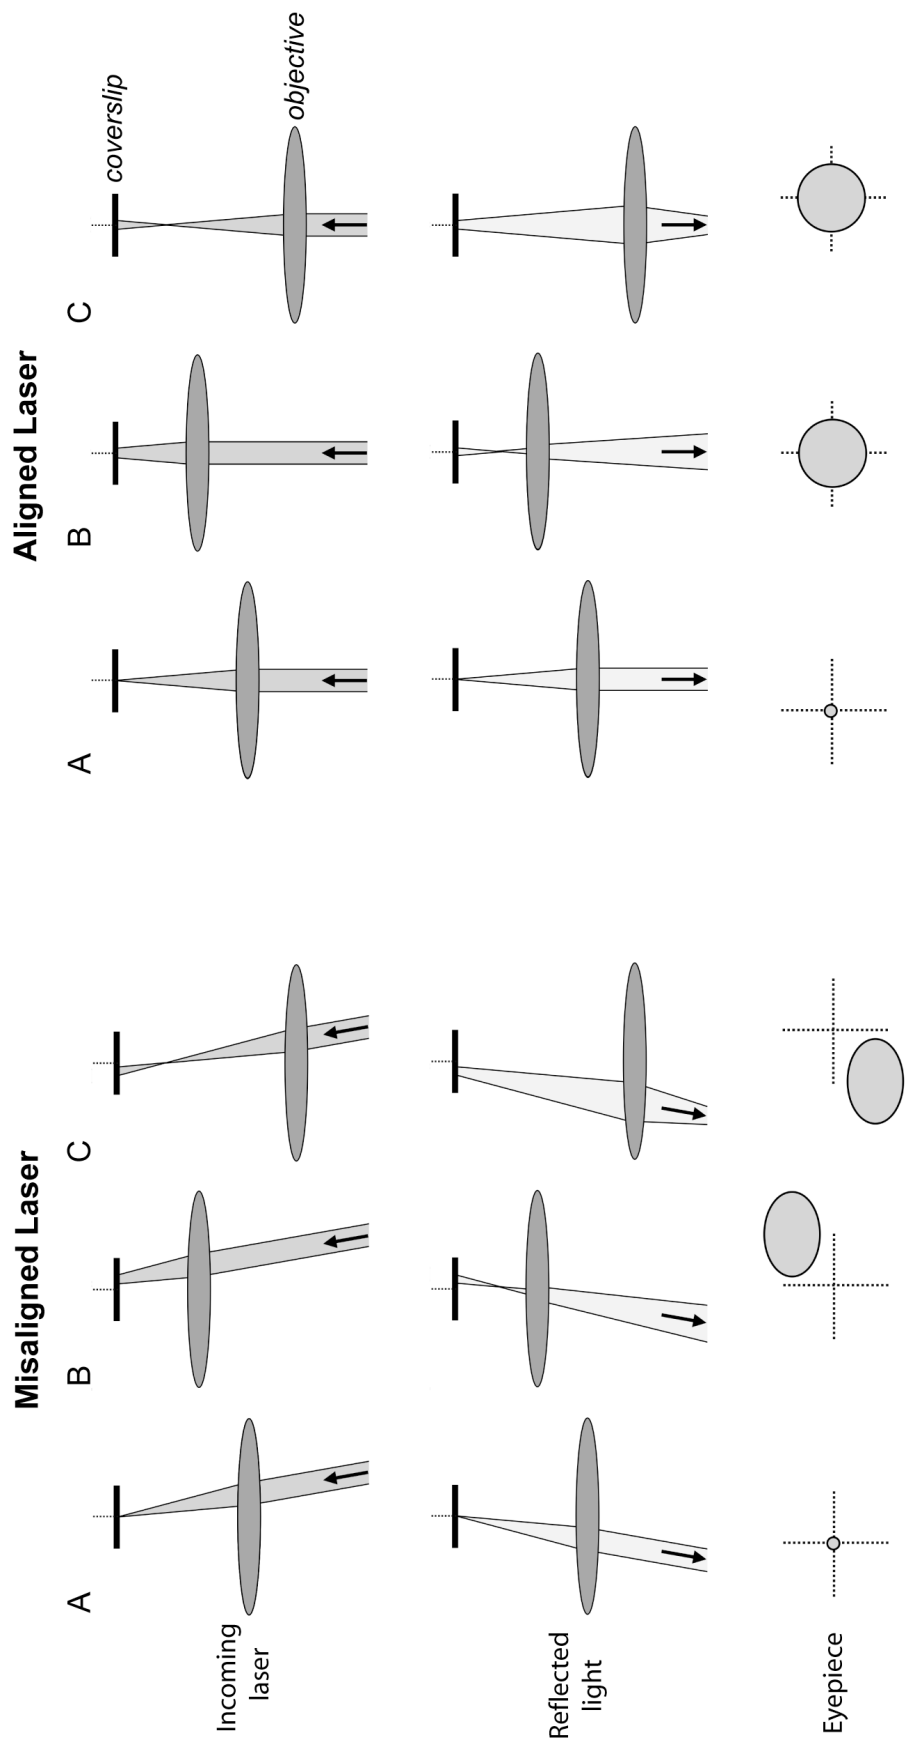 Misaligned Laser
Aligned Laser
A
B
C
A
B
C
coverslip
objective
Incoming
laser
Reflected
light
Eyepiece